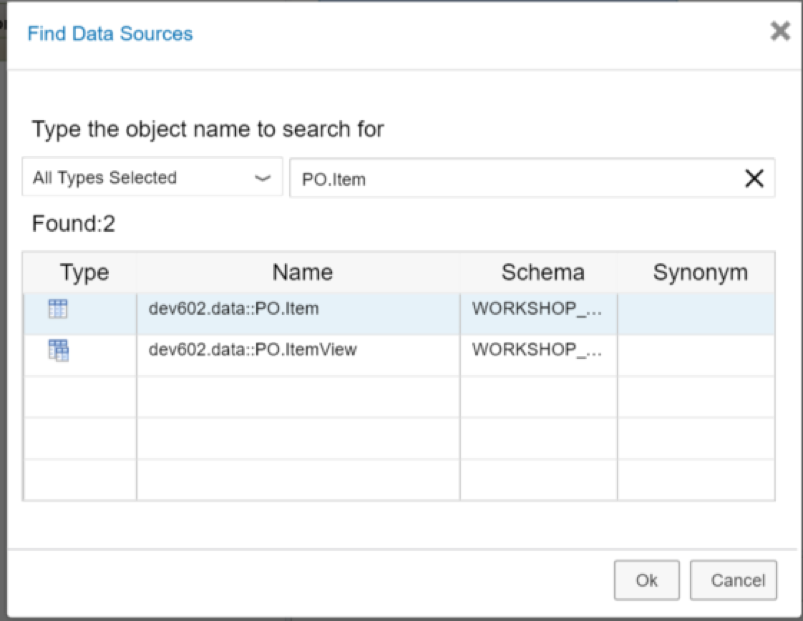 Find Data Sources
Type the object name to search for
All Types Selected PO.Item
Found:2
Type Name Schema Synonym
dev602.data::PO.Item WORKSHOP_...
dev602.data::PO.ItemView WORKSHOP_...
Ok Cancel